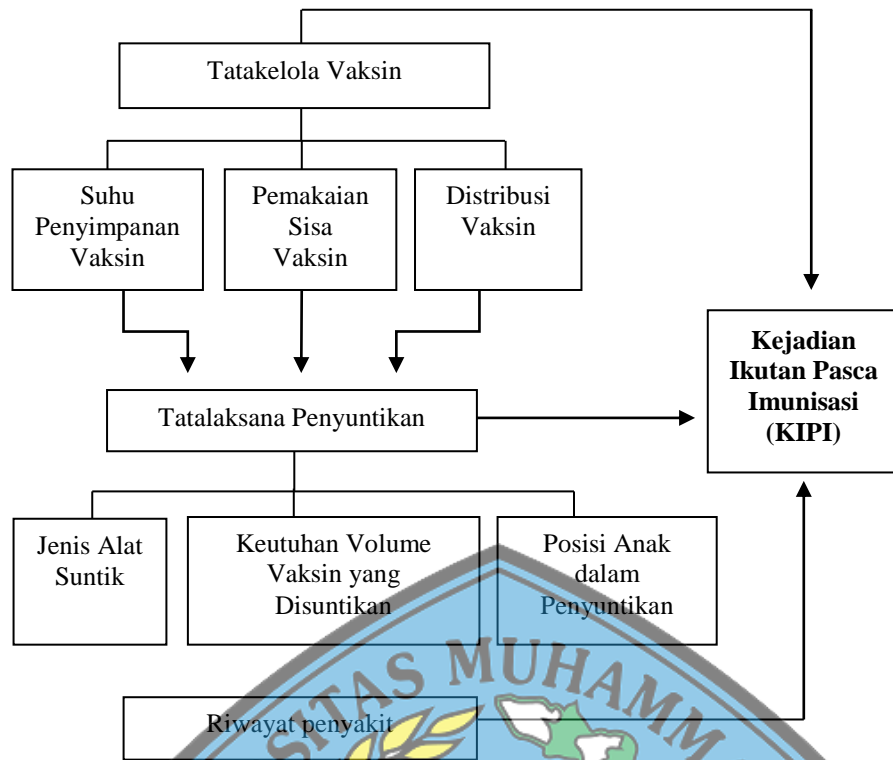 Tatakelola Vaksin
Suhu
Penyimpanan
Vaksin
Pemakaian
Sisa
Vaksin
Distribusi
Vaksin
Kejadian
Ikutan Pasca
Imunisasi
(KIPI)
Tatalaksana Penyuntikan
Jenis Alat
Suntik
Keutuhan Volume
Vaksin yang
Disuntikan
Posisi Anak
dalam
Penyuntikan
SITAS MUHAMM
Riwayat penyakit